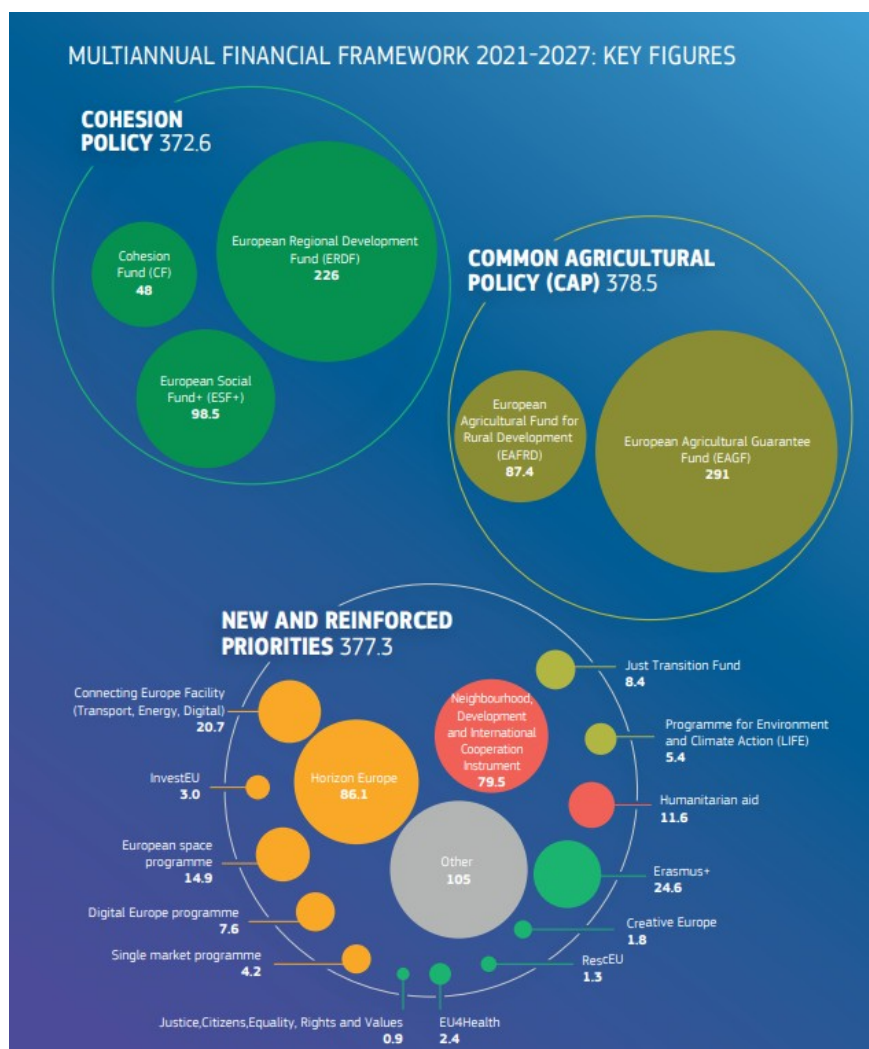 MULTIANNUAL FINANCIAL FRAMEWORK 2021-2027: KEY FIGURES
COHESION
POLICY 372.6
European Regional Development
Fund (ERDF)
226
Cohesion
Fund (CF)
48
European Social
Fund+ (ESF+)
98.5
COMMON AGRICULTURAL
POLICY (CAP) 378.5
European
Agricultural Fund for
Rural Development
(EAFRD)
87.4
European Agricultural Guarantee
Fund (EAGF)
291
NEW AND REINFORCED
PRIORITIES 377.3
Connecting Europe Facility
(Transport, Energy, Digital)
20.7
InvestEU
3.0
European space
programme
14.9
Digital Europe programme
7.6
Single market programme
4.2
Horizon Europe
86.1
Neighbourhood,
Development
and International
Cooperation
Instrument
79.5
Other
105
Just Transition Fund
8.4
Programme for Environment
and Climate Action (LIFE)
5.4
Humanitarian aid
11.6
Erasmus+
24.6
Creative Europe
1.8
RescEU
1.3
EU4Health
2.4
Justice,Citizens,Equality, Rights and Values
0.9